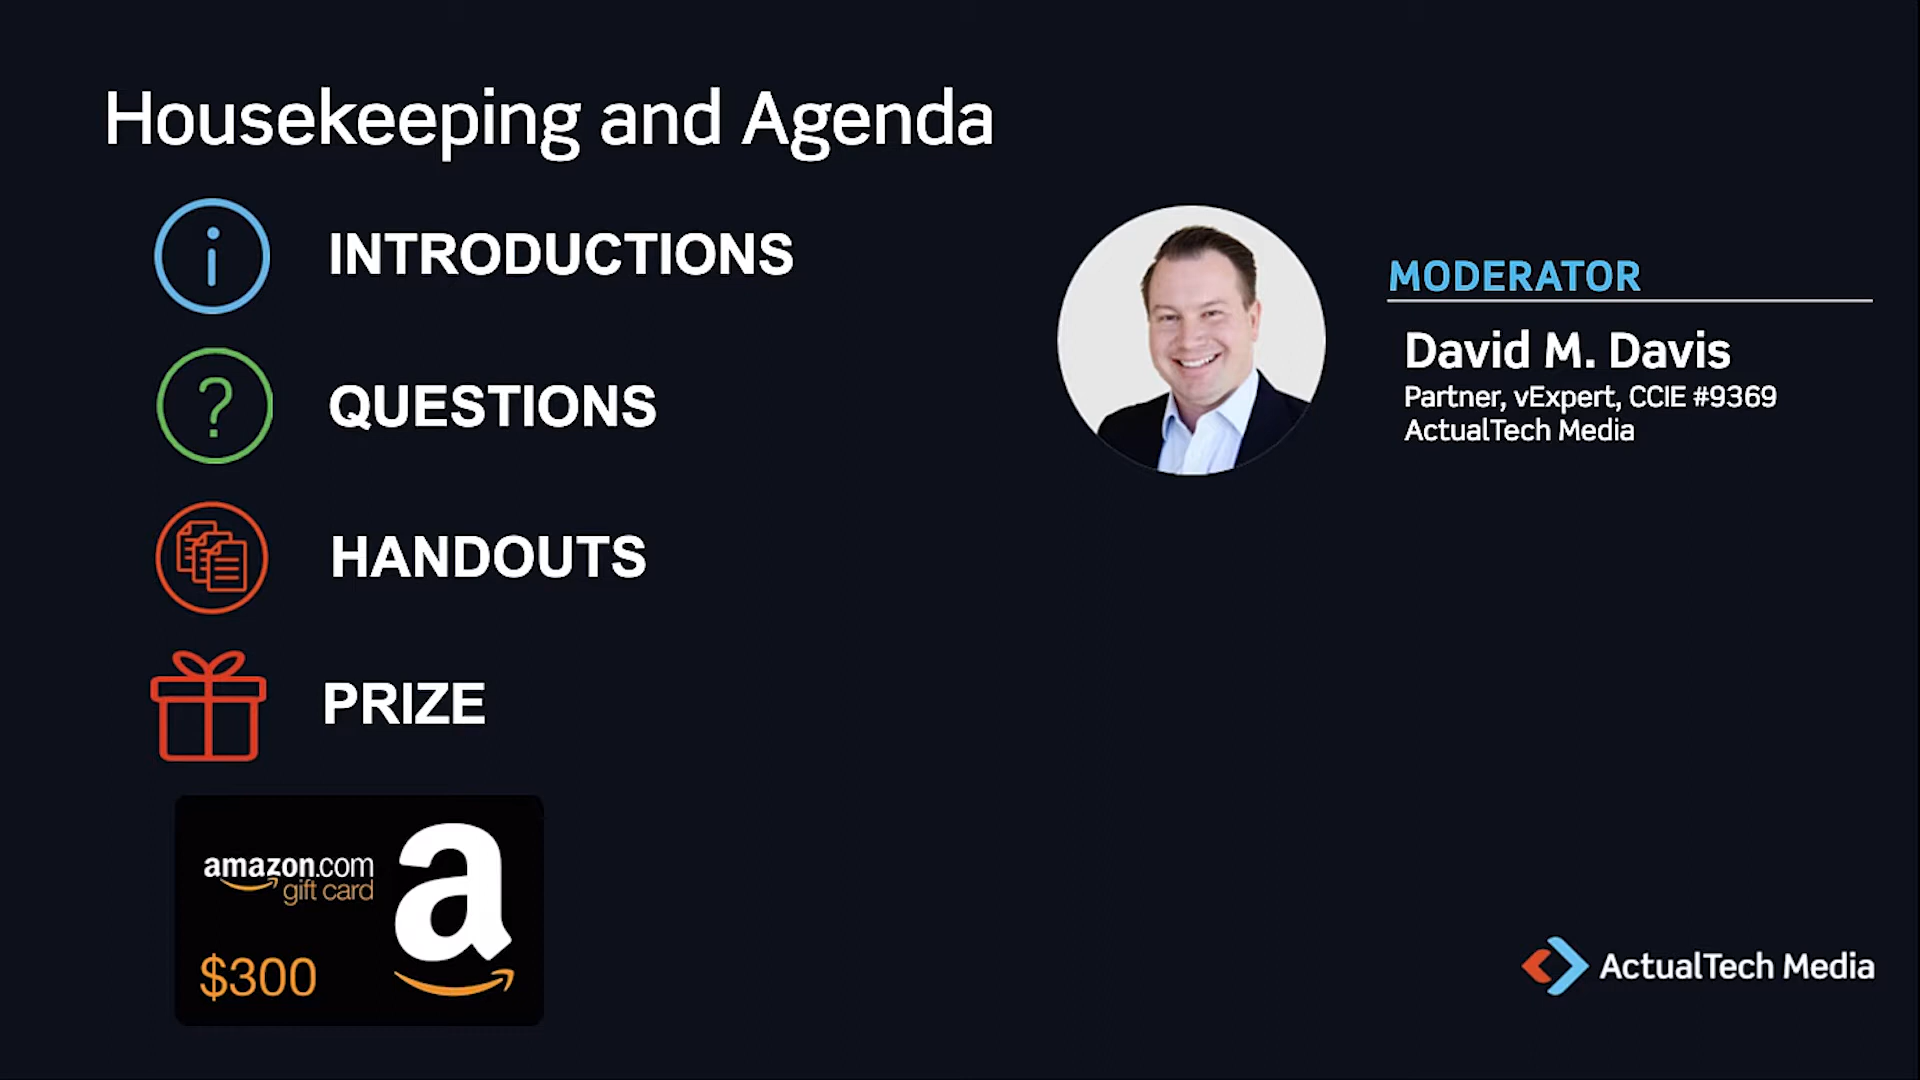 Housekeeping and Agenda
INTRODUCTIONS
QUESTIONS
HANDOUTS
PRIZE
amazon.com
gift card
a
$300
MODERATOR
David M. Davis
Partner, vExpert, CCIE #9369
ActualTech Media
ActualTech Media